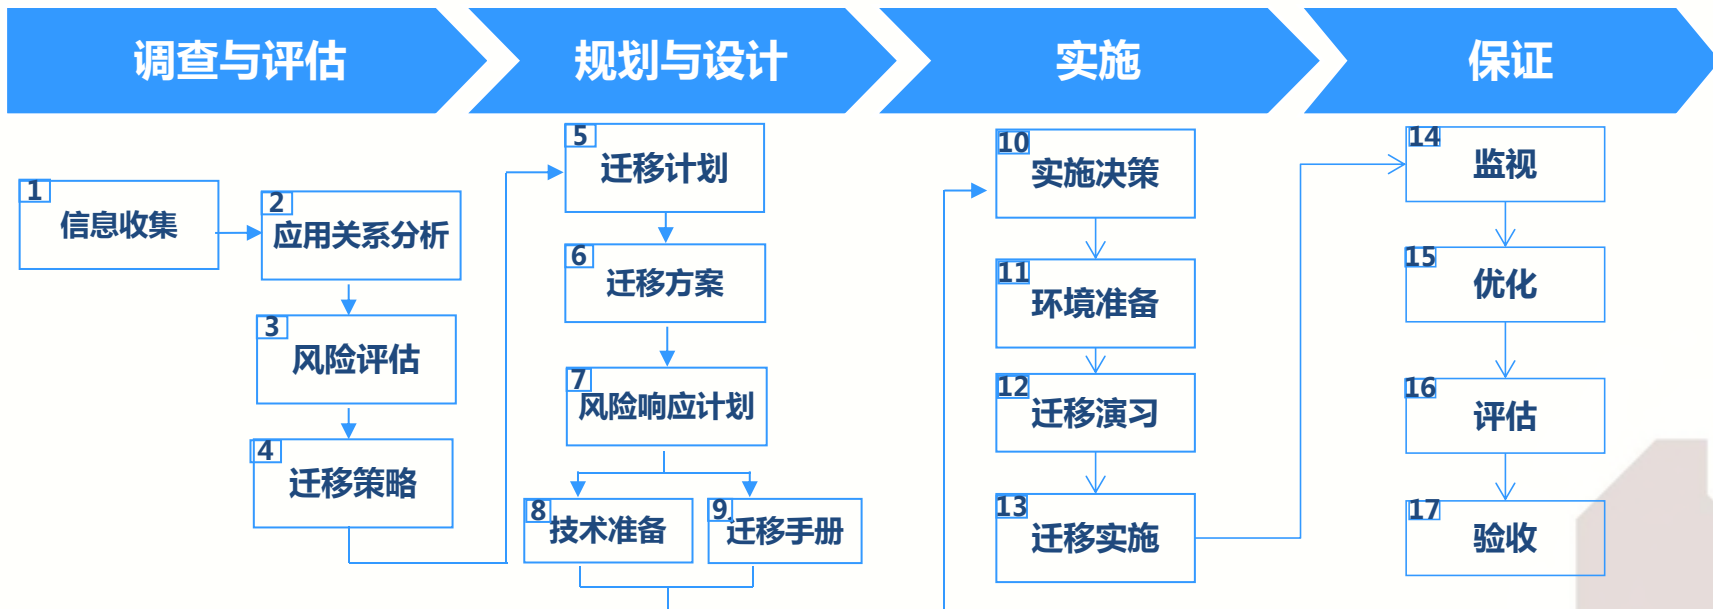 调查与评估
规划与设计
实施
保证
1
信息收集
2
应用关系分析
3
风险评估
4
迁移策略
5
迁移计划
6
迁移方案
7
风险响应计划
8
技术准备
9
迁移手册
10
实施决策
11
环境准备
12
迁移演习
13
迁移实施
14
监视
15
优化
16
评估
17
验收